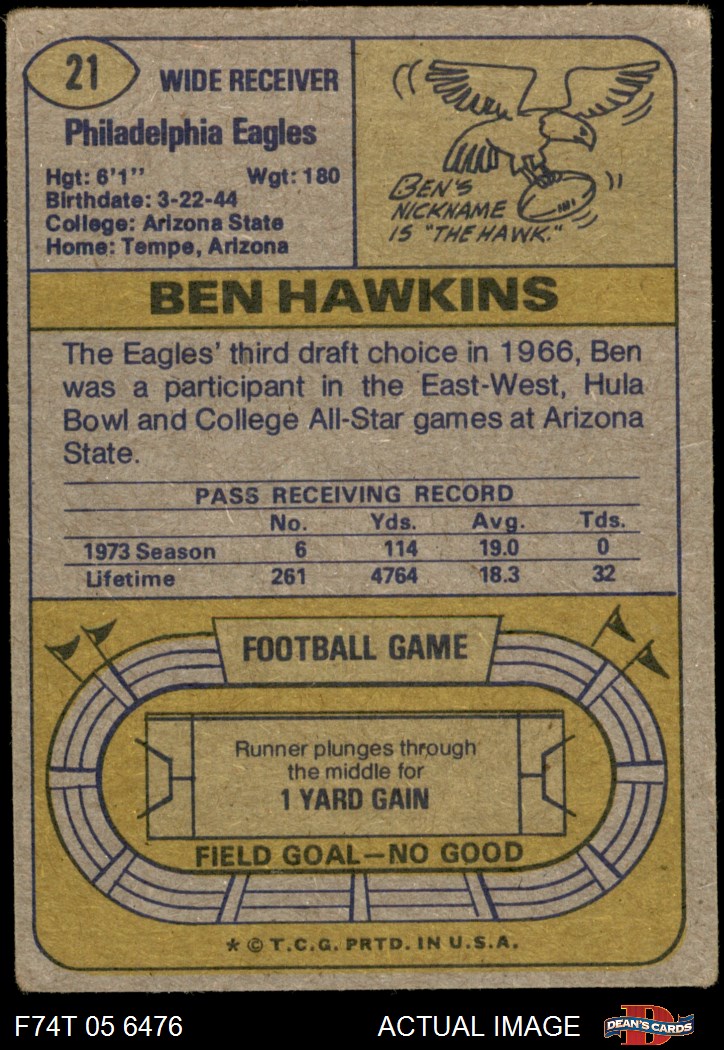 21
WIDE RECEIVER
Philadelphia Eagles
Hgt: 6'1'' Wgt: 180
Birthdate: 3-22-44
College: Arizona State
Home: Tempe, Arizona
BEN'S
NICKNAME
IS "THE HAWK."
BEN HAWKINS
The Eagles' third draft choice in 1966, Ben
was a participant in the East-West, Hula
Bowl and College All-Star games at Arizona
State.
PASS RECEIVING RECORD
No. Yds. Avg. Tds.
1973 Season 6 114 19.0 0
Lifetime 261 4764 18.3 32
FOOTBALL GAME
Runner plunges through
the middle for
1 YARD GAIN
FIELD GOAL—NO GOOD
* © T.C.G. PRTD. IN U.S.A.
F74T 05 6476 ACTUAL IMAGE
D
DEAN'S CARDS